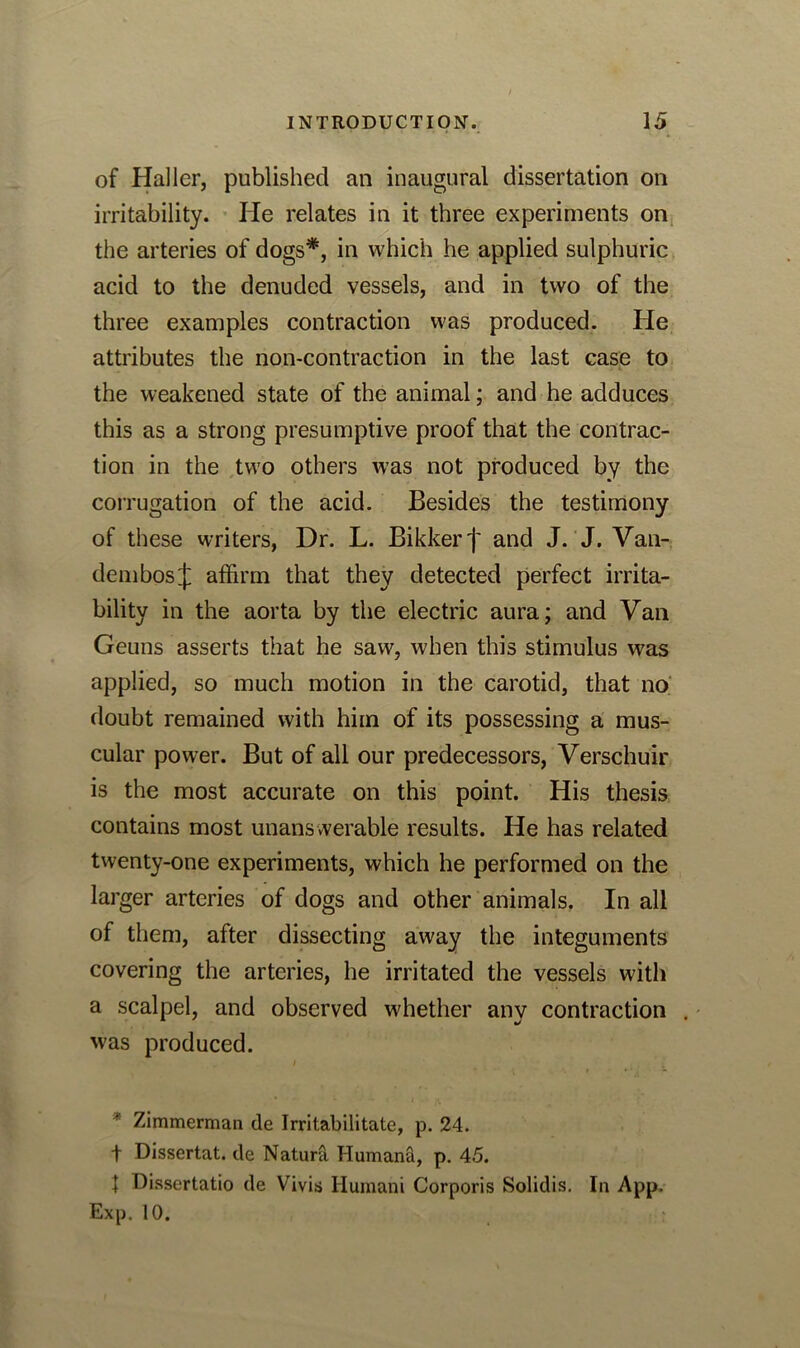 INTRODUCTION. 15
of Haller, published an inaugural dissertation on
irritability. He relates in it three experiments on
the arteries of dogs*, in which he applied sulphuric
acid to the denuded vessels, and in two of the
three examples contraction was produced. He
attributes the non-contraction in the last case to
the weakened state of the animal; and he adduces
this as a strong presumptive proof that the contrac-
tion in the two others was not produced by the
corrugation of the acid. Besides the testimony
of these writers, Dr. L. Bikker† and J. J. Van-
dembos‡ affirm that they detected perfect irrita-
bility in the aorta by the electric aura; and Van
Geuns asserts that he saw, when this stimulus was
applied, so much motion in the carotid, that no
doubt remained with him of its possessing a mus-
cular power. But of all our predecessors, Verschuir
is the most accurate on this point. His thesis
contains most unanswerable results. He has related
twenty-one experiments, which he performed on the
larger arteries of dogs and other animals. In all
of them, after dissecting away the integuments
covering the arteries, he irritated the vessels with
a scalpel, and observed whether any contraction
was produced.
* Zimmerman de Irritabilitate, p. 24.
† Dissertat. de Naturâ Humanâ, p. 45.
‡ Dissertatio de Vivis Humani Corporis Solidis. In App.
Exp. 10.